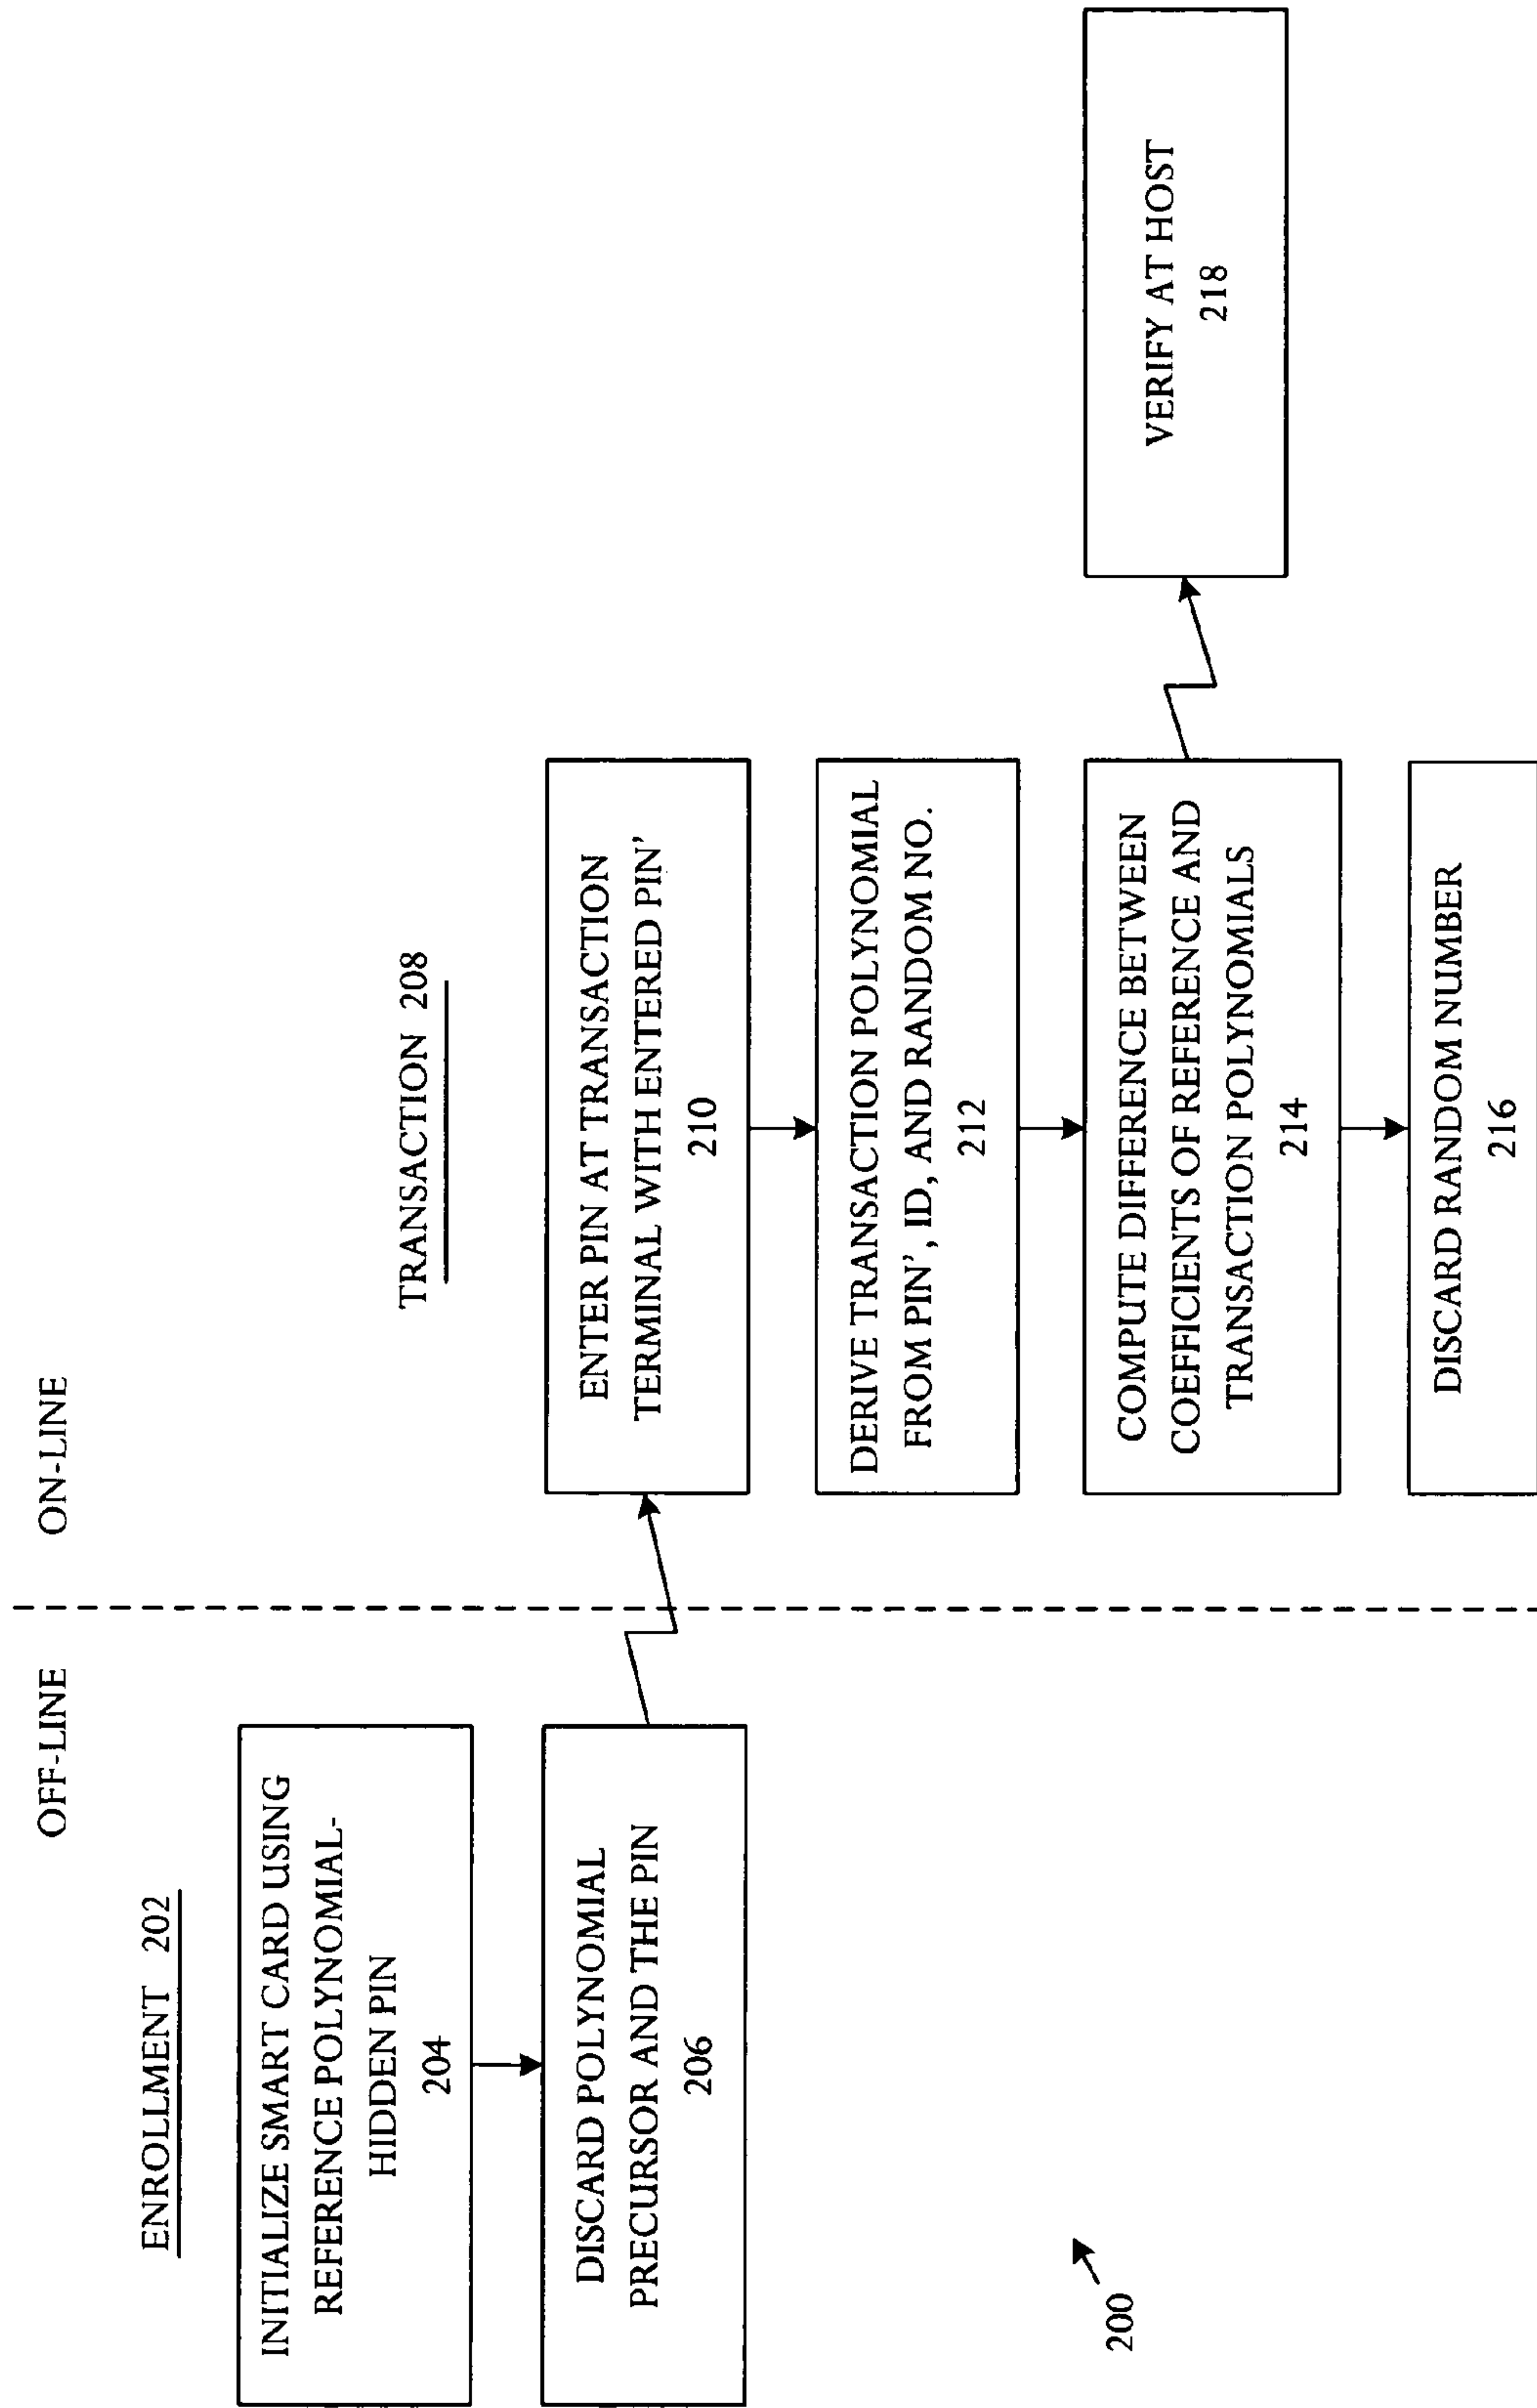 OFF-LINE
ON-LINE
ENROLLMENT 202
INITIALIZE SMART CARD USING
REFERENCE POLYNOMIAL-
HIDDEN PIN
204
DISCARD POLYNOMIAL
PRECURSOR AND THE PIN
206
200
TRANSACTION 208
ENTER PIN AT TRANSACTION
TERMINAL WITH ENTERED PIN'
210
DERIVE TRANSACTION POLYNOMIAL
FROM PIN', ID, AND RANDOM NO.
212
COMPUTE DIFFERENCE BETWEEN
COEFFICIENTS OF REFERENCE AND
TRANSACTION POLYNOMIALS
214
DISCARD RANDOM NUMBER
216
VERIFY AT HOST
218